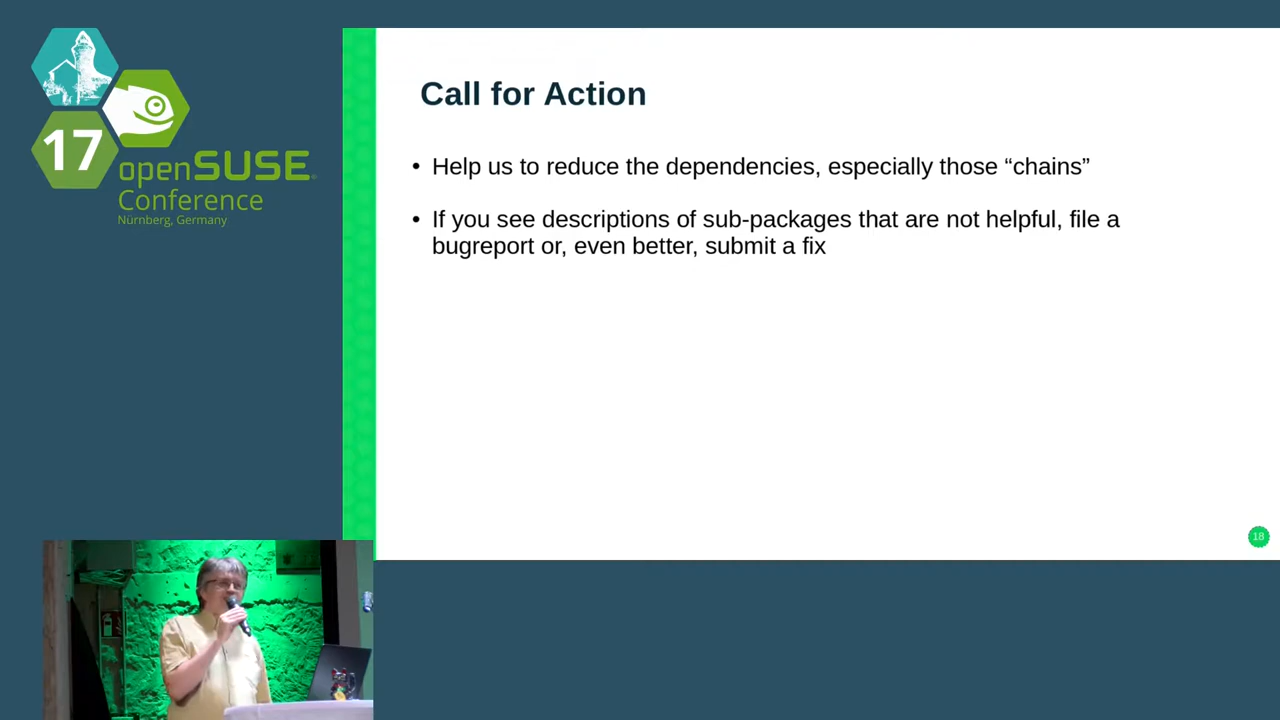 17
openSUSE
Conference
Nürnberg, Germany
Call for Action
• Help us to reduce the dependencies, especially those “chains”
• If you see descriptions of sub-packages that are not helpful, file a
bugreport or, even better, submit a fix
18